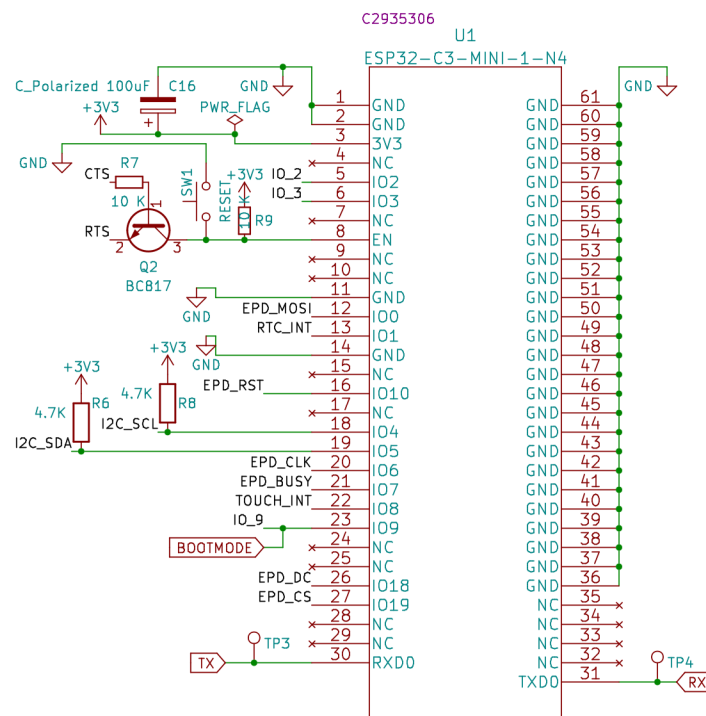 C2935306
U1
ESP32-C3-MINI-1-N4
C_Polarized 100uF C16
GND
+3V3
PWR_FLAG
GND
GND
CTS
R7
10 K
RTS
1
2
3
Q2
BC817
SW1
RESET
+3V3
10 K
R9
IO_2
IO_3
GND
EPD_MOSI
RTC_INT
GND
+3V3
+3V3
EPD_RST
4.7K
R8
4.7K
R6
I2C_SCL
I2C_SDA
EPD_CLK
EPD_BUSY
TOUCH_INT
IO_9
BOOTMODE
EPD_DC
EPD_CS
TP3
TX
TP4
RX
1 GND
2 GND
3 3V3
4 NC
5 IO2
6 IO3
7 NC
8 EN
9 NC
10 NC
11 GND
12 IO0
13 IO1
14 GND
15 NC
16 IO10
17 NC
18 IO4
19 IO5
20 IO6
21 IO7
22 IO8
23 IO9
24 NC
25 NC
26 IO18
27 IO19
28 NC
29 NC
30 RXD0
GND 61
GND 60
GND 59
GND 58
GND 57
GND 56
GND 55
GND 54
GND 53
GND 52
GND 51
GND 50
GND 49
GND 48
GND 47
GND 46
GND 45
GND 44
GND 43
GND 42
GND 41
GND 40
GND 39
GND 38
GND 37
GND 36
NC 35
NC 34
NC 33
NC 32
TXD0 31